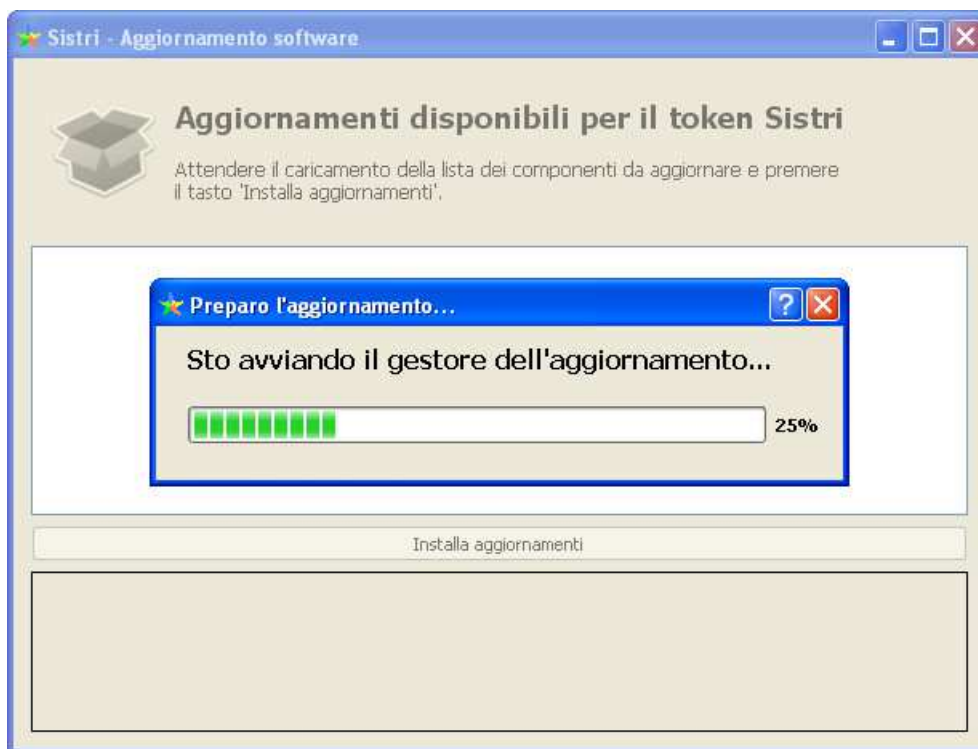 Sistri - Aggiornamento software
Aggiornamenti disponibili per il token Sistri
Attendere il caricamento della lista dei componenti da aggiornare e premere
il tasto 'Installa aggiornamenti'.
Preparo l'aggiornamento...
Sto avviando il gestore dell'aggiornamento...
25%
Installa aggiornamenti